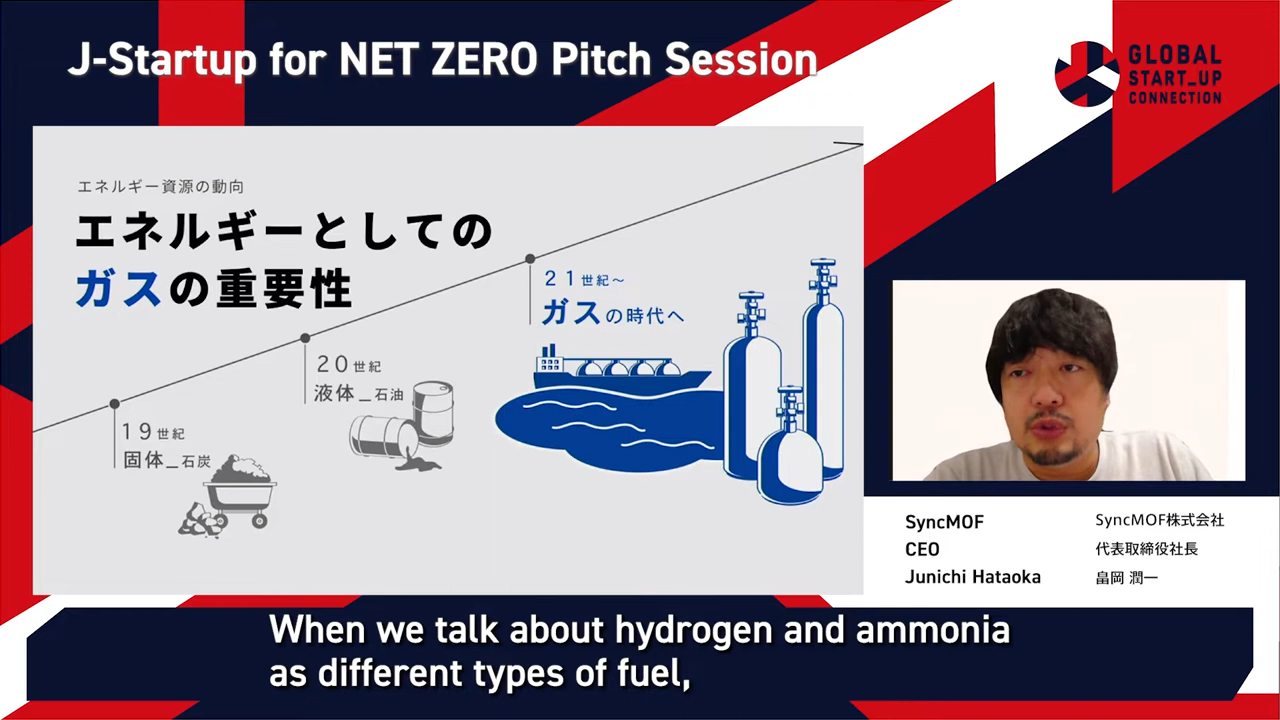 J-Startup for NET ZERO Pitch Session
GLOBAL
START_UP
CONNECTION
エネルギー資源の動向
エネルギーとしての
ガスの重要性
21世紀～
ガスの時代へ
20世紀
液体_石油
19世紀
固体_石炭
SyncMOF
CEO
Junichi Hataoka
SyncMOF株式会社
代表取締役社長
畠岡 潤一
When we talk about hydrogen and ammonia
as different types of fuel,